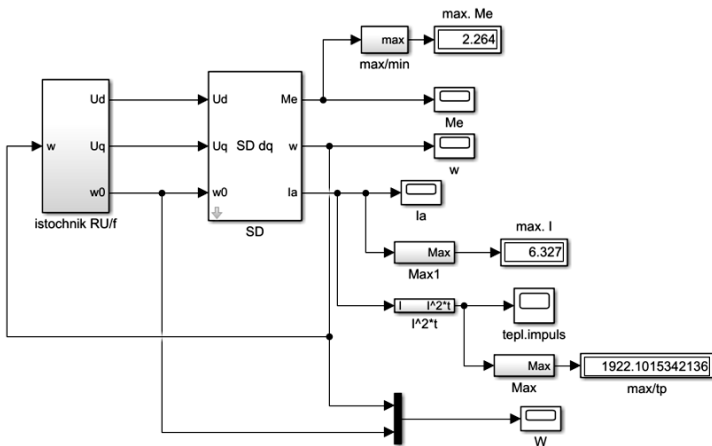 max. Me
max
2.264
max/min
Ud
Ud
Me
Me
w
Uq
Uq
SD dq
w
w
w0
w0
Ia
Ia
istochnik RU/f
SD
max. I
Max
6.327
Max1
I
I^2*t
I^2*t
tepl.impuls
Max
1922.1015342136
Max
max/tp
W